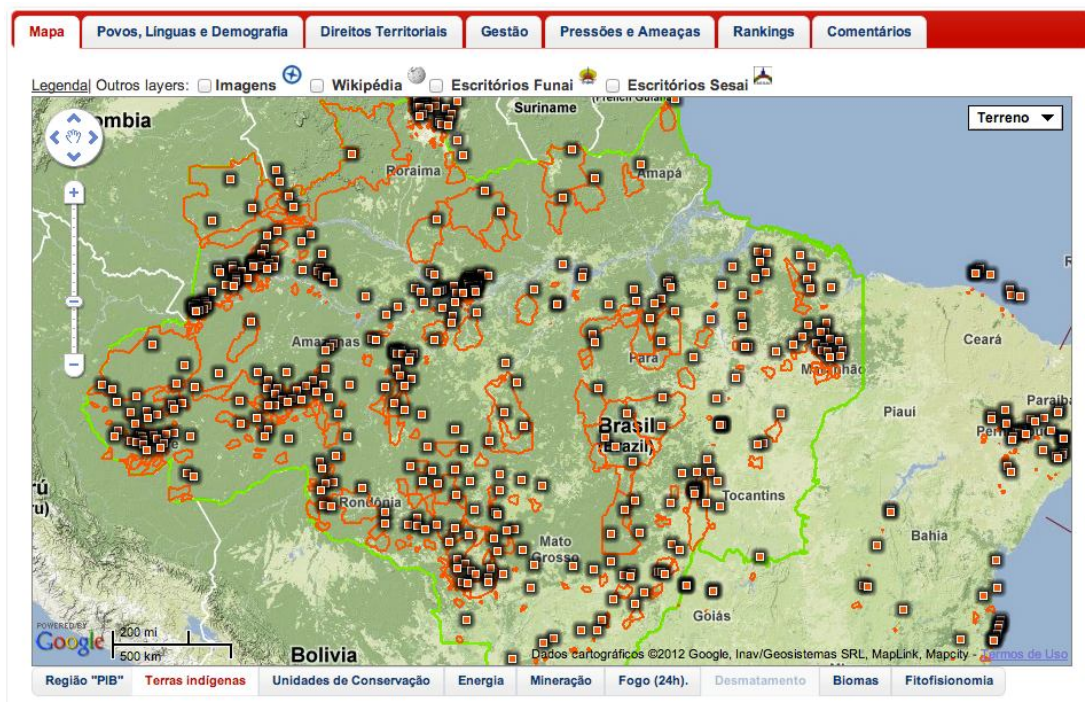 Mapa Povos, Línguas e Demografia Direitos Territoriais Gestão Pressões e Ameaças Rankings Comentários
Legenda| Outros layers: Imagens Wikipédia Escritórios Funai Escritórios Sesai
Suriname
ombia
Terreno
Roraima
Amapá
Amazonas
Pará
Ceará
Paraíba
Piaui
Brasil
(Brazil)
Tocantins
Rondônia
Bahia
Mato
Grosso
Goiás
POWERED BY
Google
200 mi
500 km
Bolivia
Dados cartográficos ©2012 Google, Inav/Geosistemas SRL, MapLink, Mapcity - Termos de Uso
Região "PIB" Terras indígenas Unidades de Conservação Energia Mineração Fogo (24h). Desmatamento Biomas Fitofisionomia